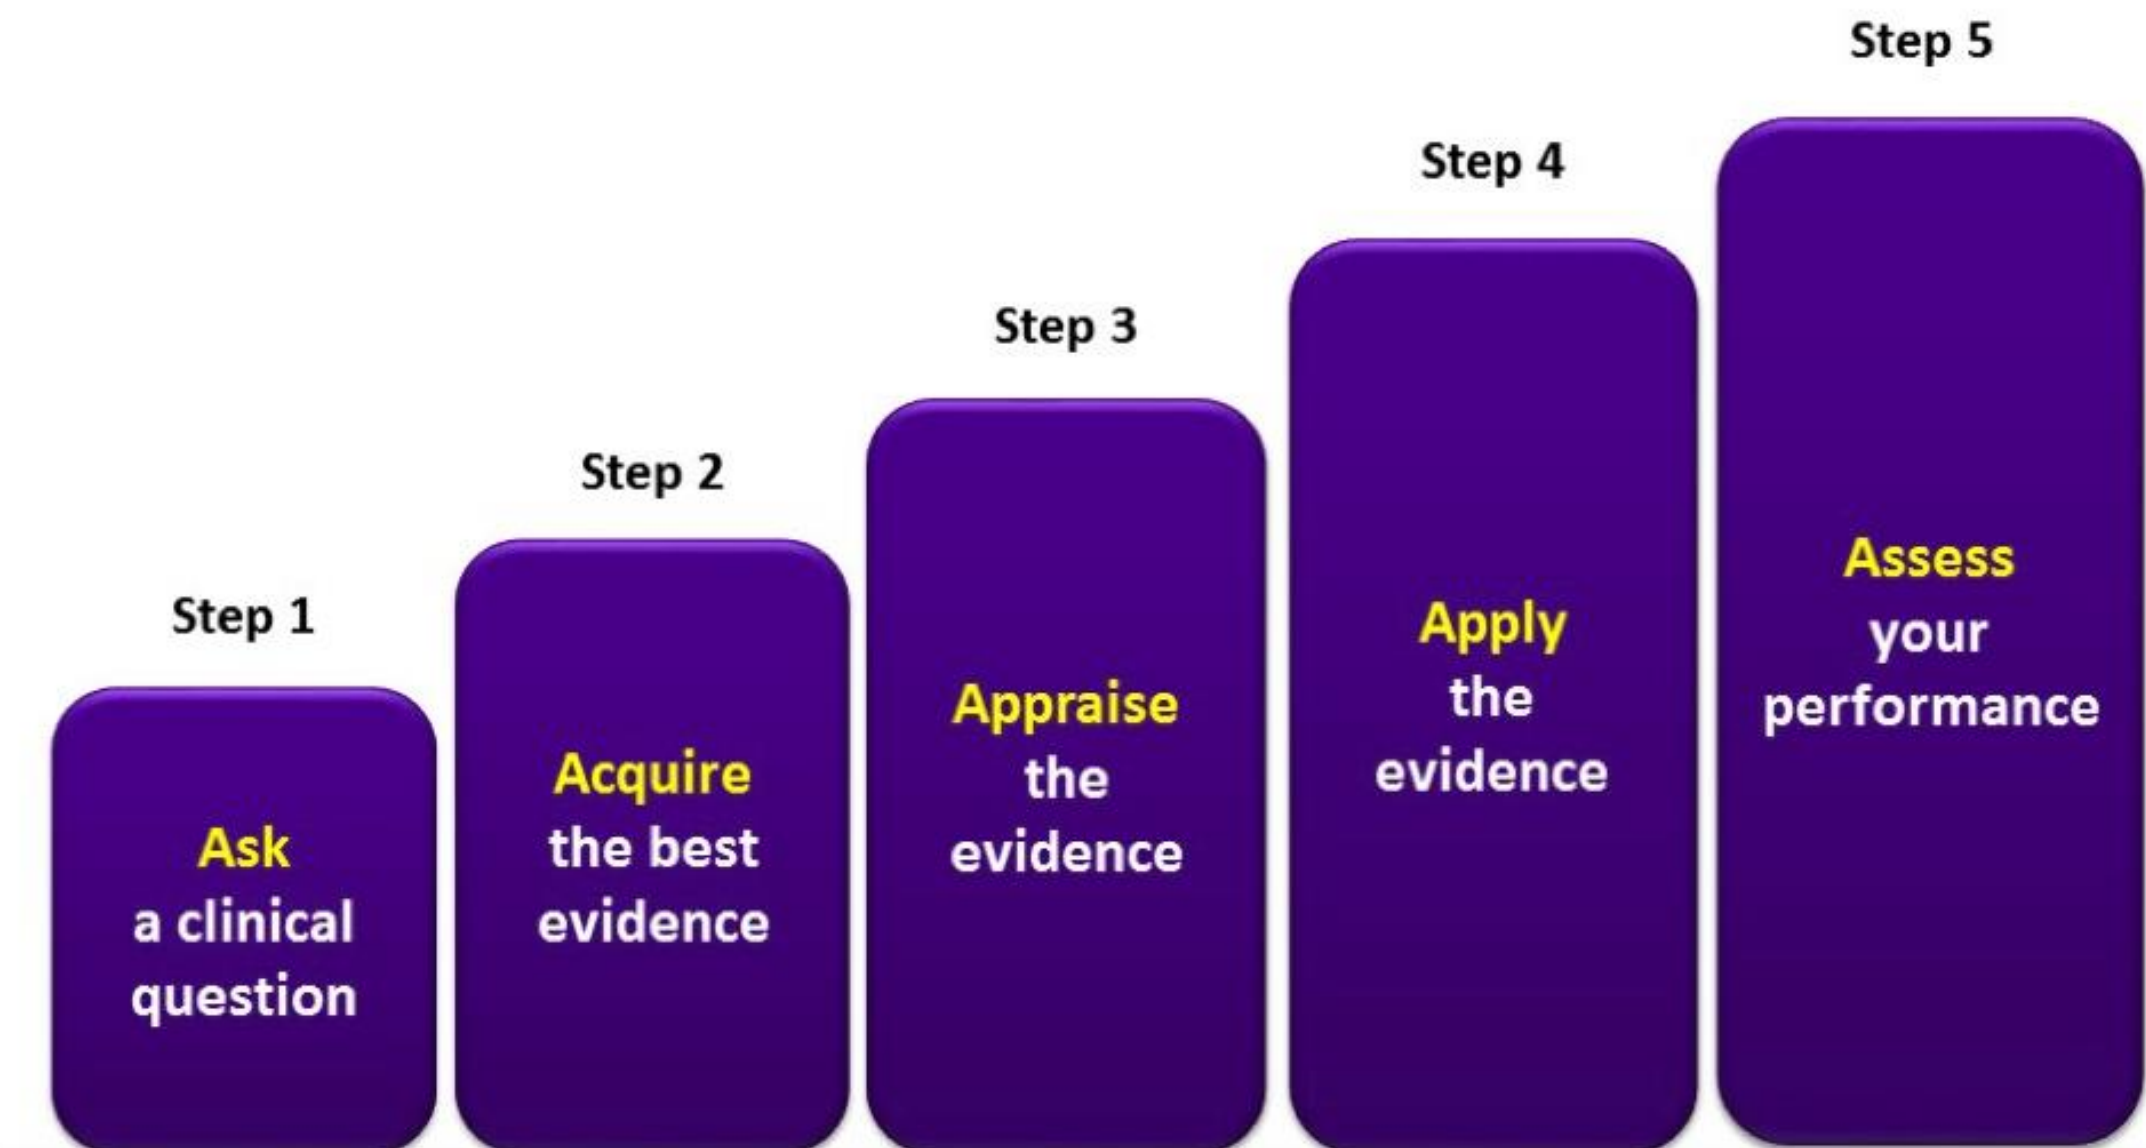 Step 1
Ask
a clinical
question
Step 2
Acquire
the best
evidence
Step 3
Appraise
the
evidence
Step 4
Apply
the
evidence
Step 5
Assess
your
performance